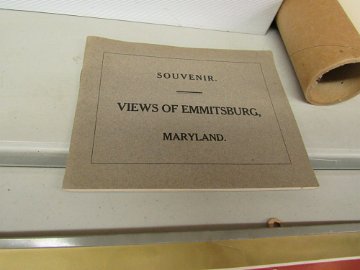 SOUVENIR.
VIEWS OF EMMITSBURG,
MARYLAND.